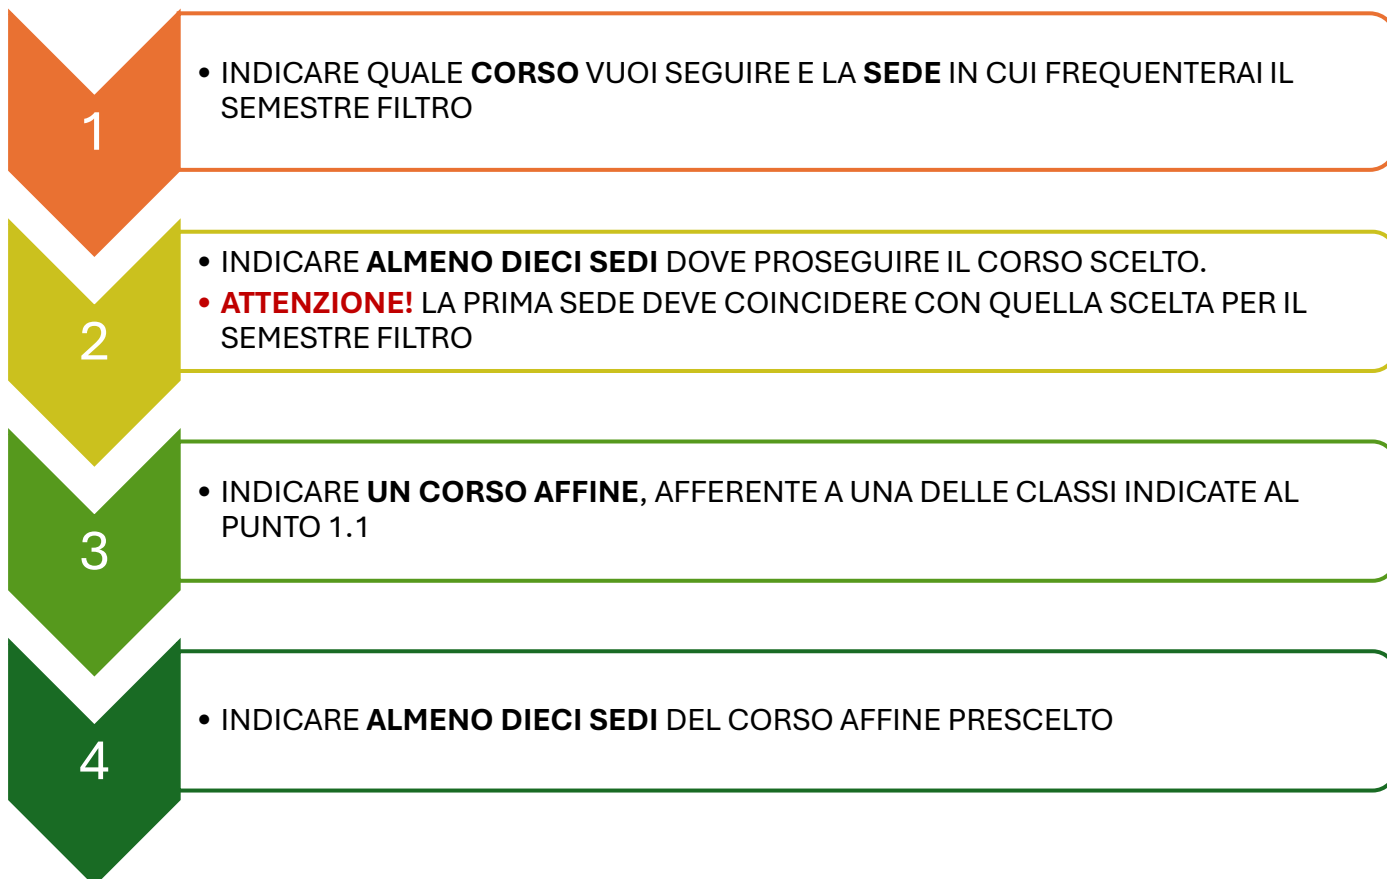 1
• INDICARE QUALE CORSO VUOI SEGUIRE E LA SEDE IN CUI FREQUENTERAI IL
SEMESTRE FILTRO
2
• INDICARE ALMENO DIECI SEDI DOVE PROSEGUIRE IL CORSO SCELTO.
• ATTENZIONE! LA PRIMA SEDE DEVE COINCIDERE CON QUELLA SCELTA PER IL
SEMESTRE FILTRO
3
• INDICARE UN CORSO AFFINE, AFFERENTE A UNA DELLE CLASSI INDICATE AL
PUNTO 1.1
4
• INDICARE ALMENO DIECI SEDI DEL CORSO AFFINE PRESCELTO